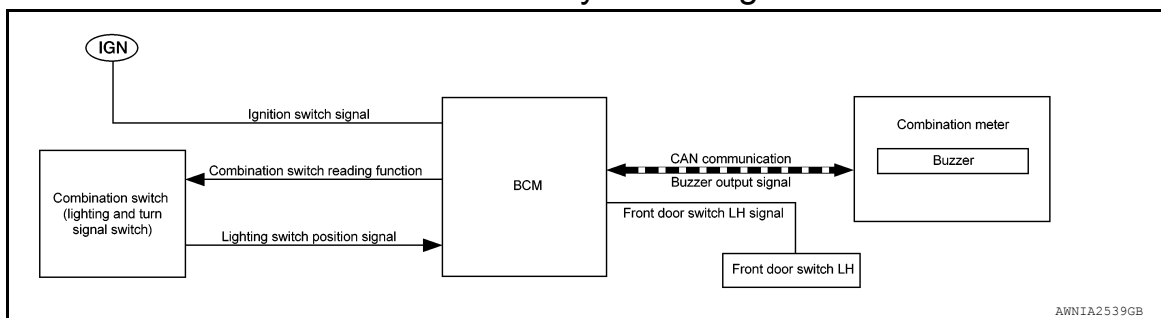 IGN
Ignition switch signal
Combination meter
Buzzer
CAN communication
Buzzer output signal
Combination switch reading function
BCM
Combination switch
(lighting and turn
signal switch)
Front door switch LH signal
Lighting switch position signal
Front door switch LH
AWNIA2539GB